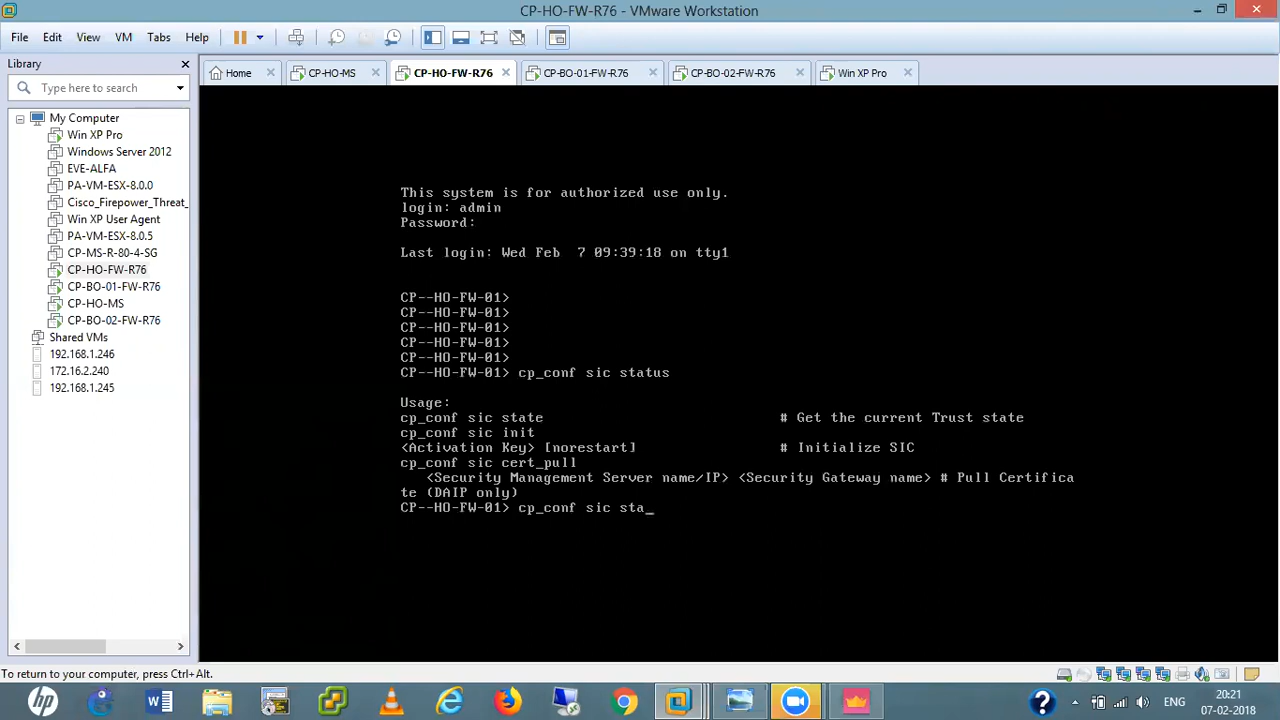 CP-HO-FW-R76 - VMware Workstation
File Edit View VM Tabs Help
Library
Type here to search
Home
CP-HO-MS
CP-HO-FW-R76
CP-BO-01-FW-R76
CP-BO-02-FW-R76
Win XP Pro
My Computer
Win XP Pro
Windows Server 2012
EVE-ALFA
PA-VM-ESX-8.0.0
Cisco_Firepower_Threat_
Win XP User Agent
PA-VM-ESX-8.0.5
CP-MS-R-80-4-SG
CP-HO-FW-R76
CP-BO-01-FW-R76
CP-HO-MS
CP-BO-02-FW-R76
Shared VMs
192.168.1.246
172.16.2.240
192.168.1.245
This system is for authorized use only.
login: admin
Password:
Last login: Wed Feb  7 09:39:18 on tty1
CP--HO-FW-01>
CP--HO-FW-01>
CP--HO-FW-01>
CP--HO-FW-01>
CP--HO-FW-01>
CP--HO-FW-01> cp_conf sic status
Usage:
cp_conf sic state # Get the current Trust state
cp_conf sic init
<Activation Key> [norestart] # Initialize SIC
cp_conf sic cert_pull
<Security Management Server name/IP> <Security Gateway name> # Pull Certifica
te (DAIP only)
CP--HO-FW-01> cp_conf sic sta_
To return to your computer, press Ctrl+Alt.
ENG
20:21
07-02-2018